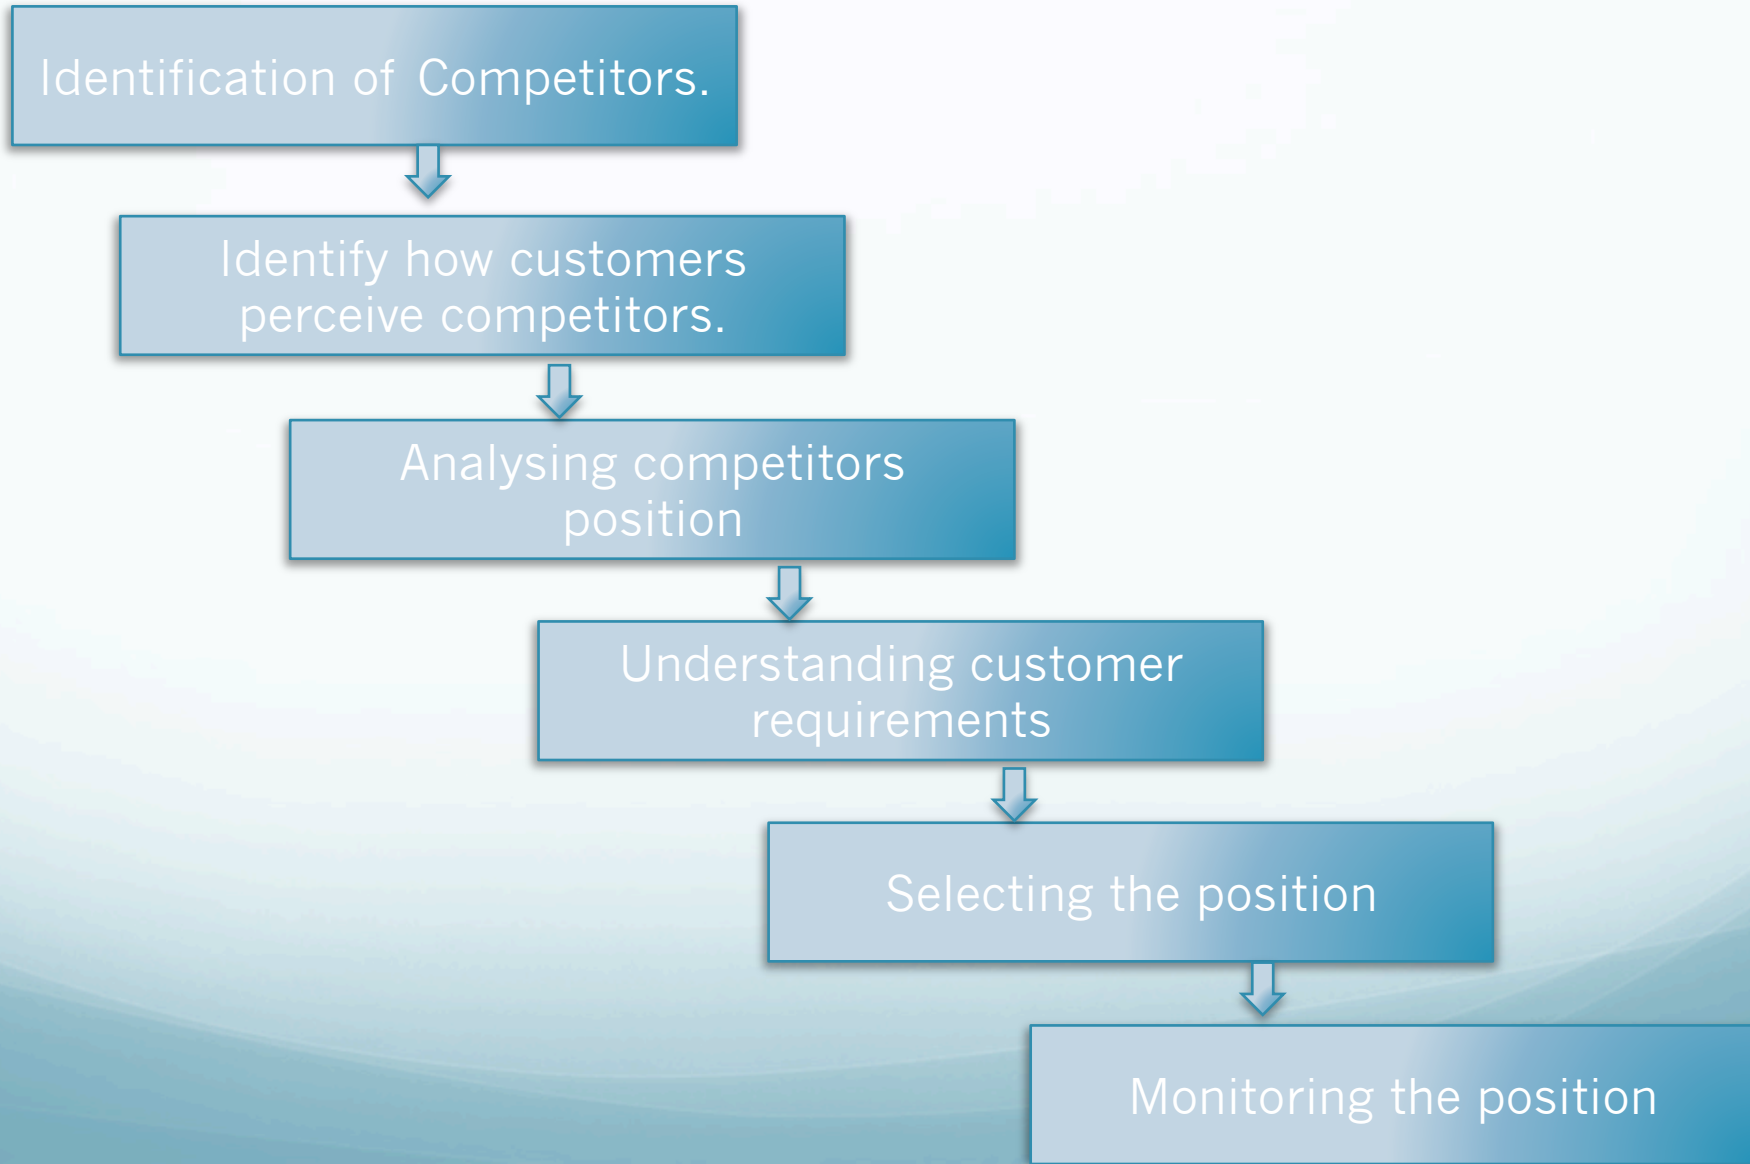 Identification of Competitors.
Identify how customers
perceive competitors.
Analysing competitors
position
Understanding customer
requirements
Selecting the position
Monitoring the position